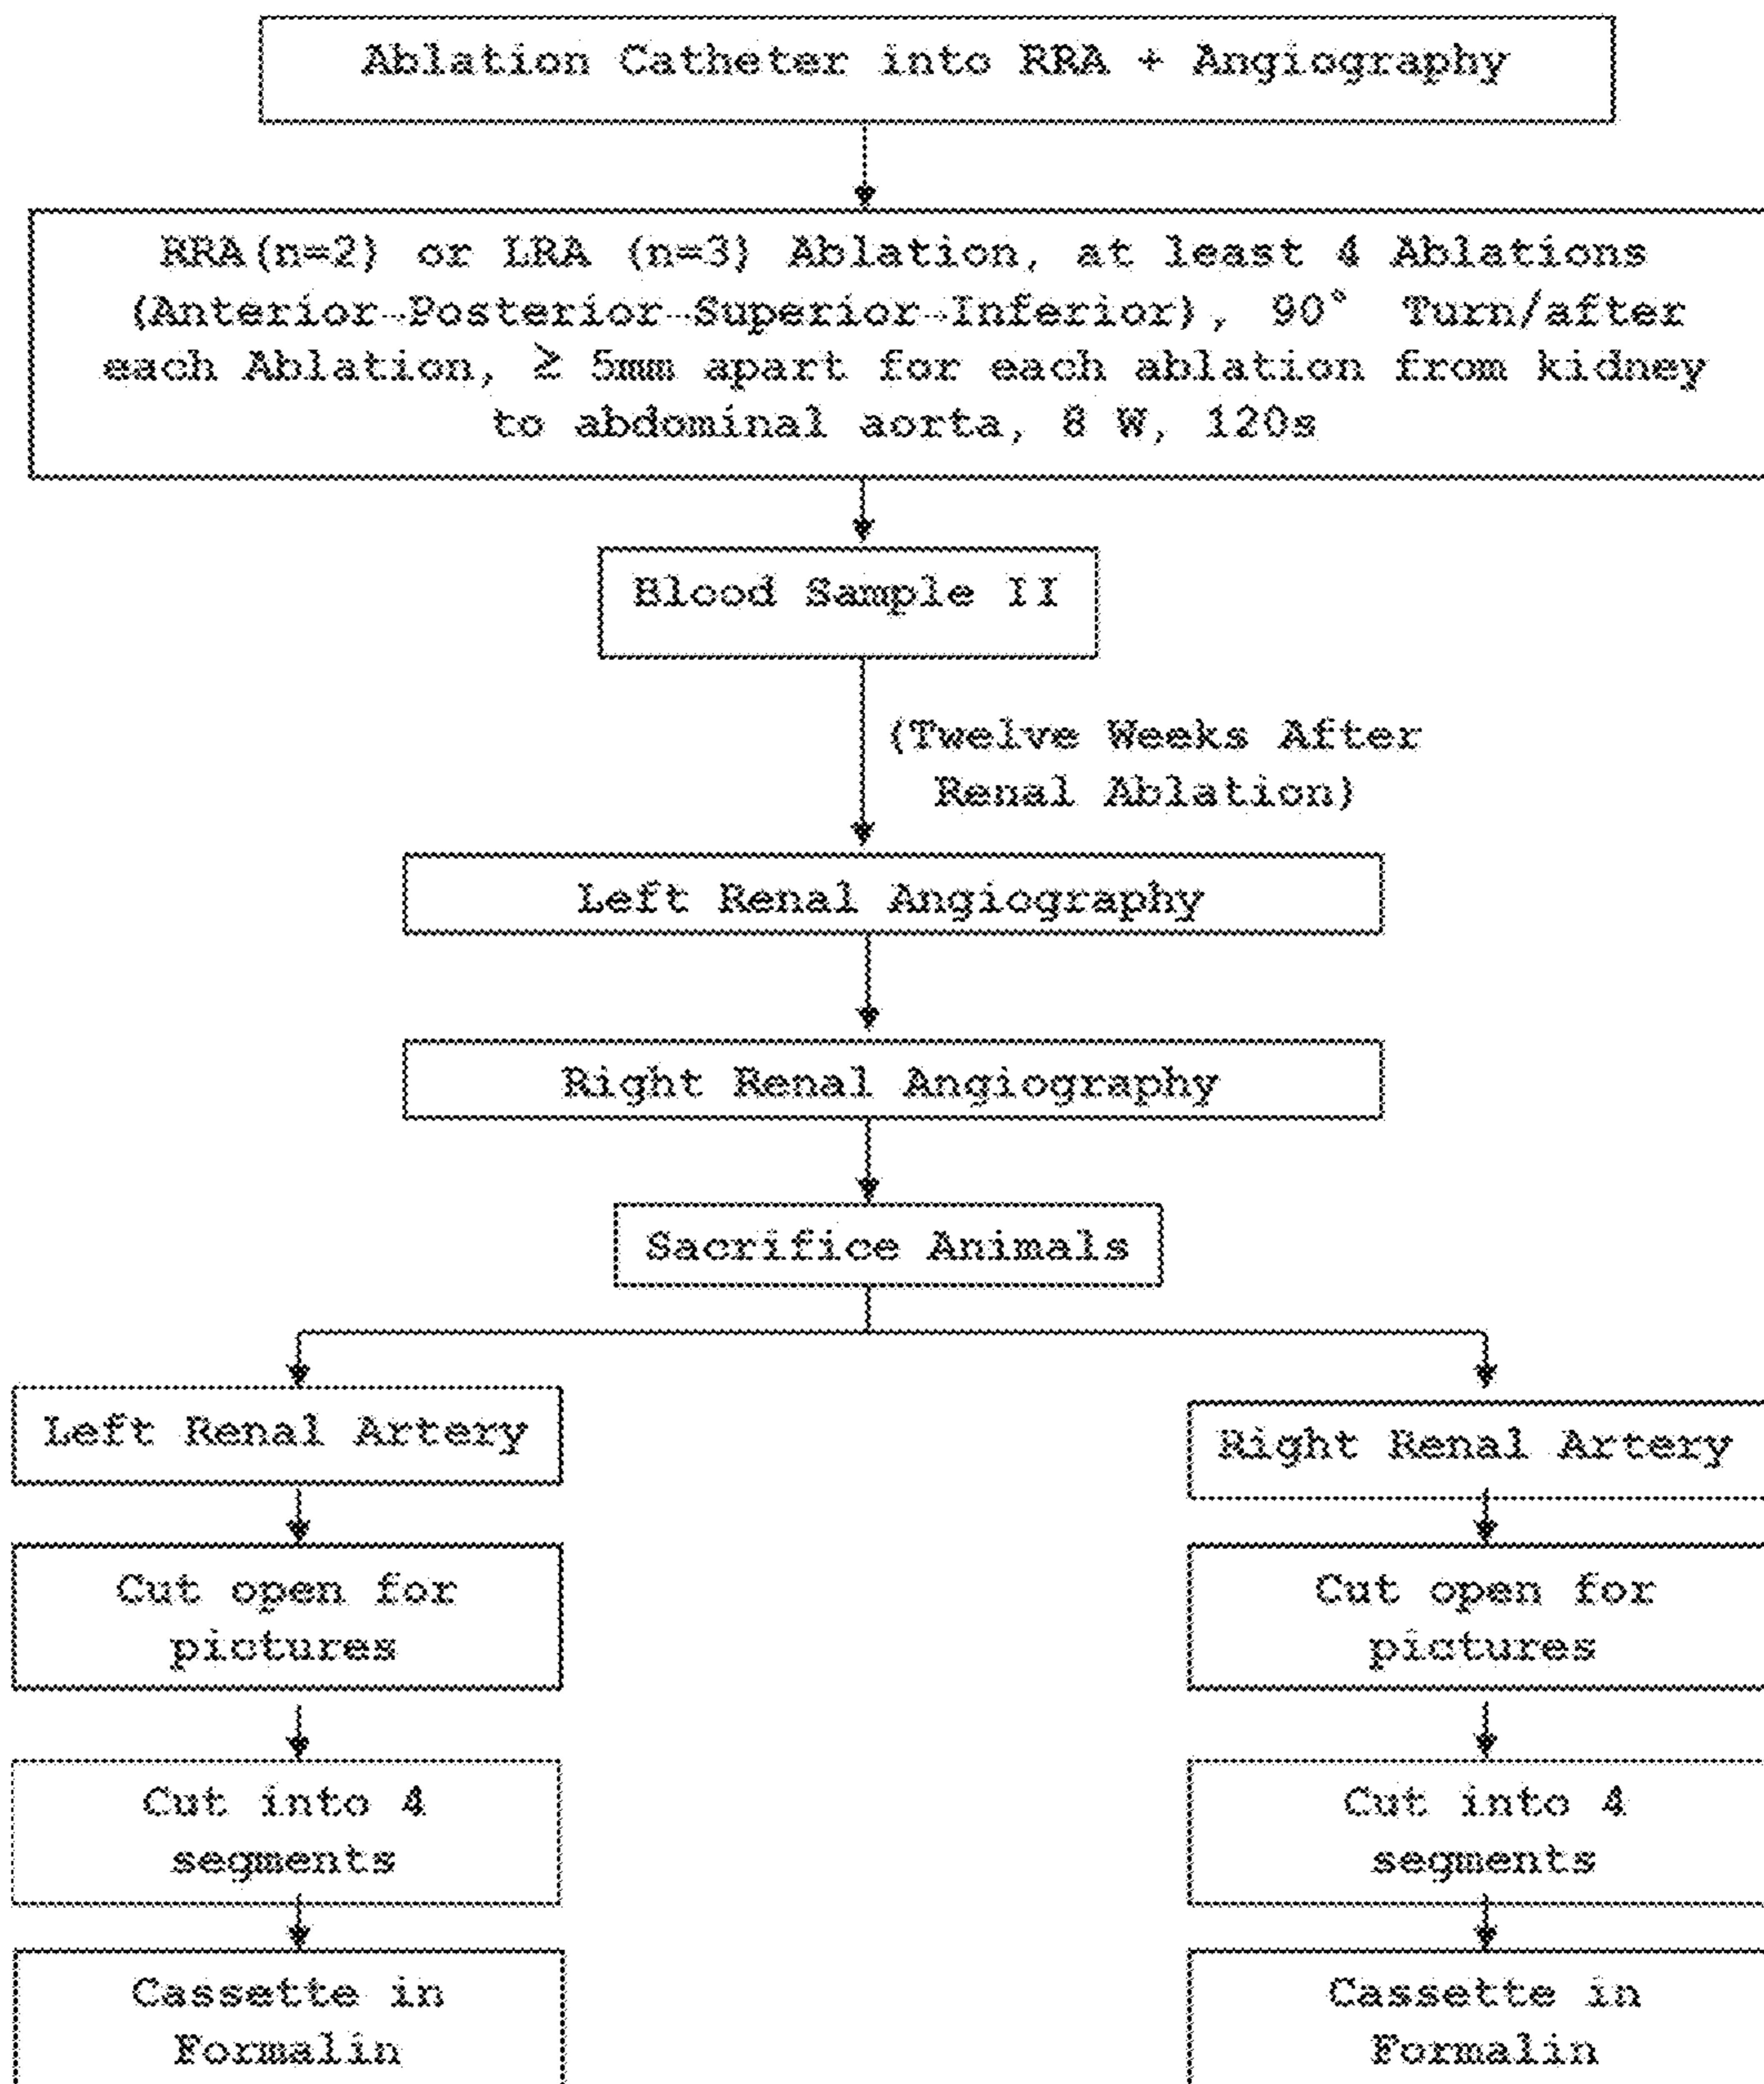 Ablation Catheter into RRA + Angiography
RRA(n=2) or LRA (n=3) Ablation, at least 4 Ablations
(Anterior→Posterior→Superior→Inferior), 90° Turn/after
each Ablation, ≥ 5mm apart for each ablation from kidney
to abdominal aorta, 8 W, 120s
Blood Sample II
(Twelve Weeks After
Renal Ablation)
Left Renal Angiography
Right Renal Angiography
Sacrifice Animals
Left Renal Artery
Right Renal Artery
Cut open for
pictures
Cut open for
pictures
Cut into 4
segments
Cut into 4
segments
Cassette in
Formalin
Cassette in
Formalin